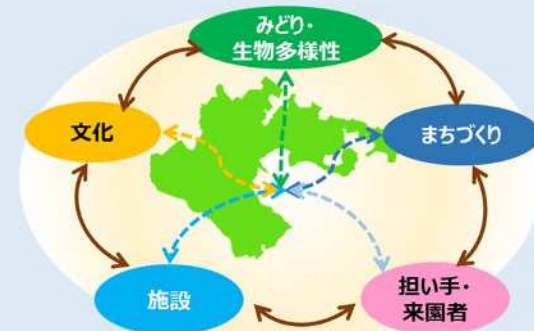 みどり・
生物多様性
文化
まちづくり
施設
担い手・
来園者